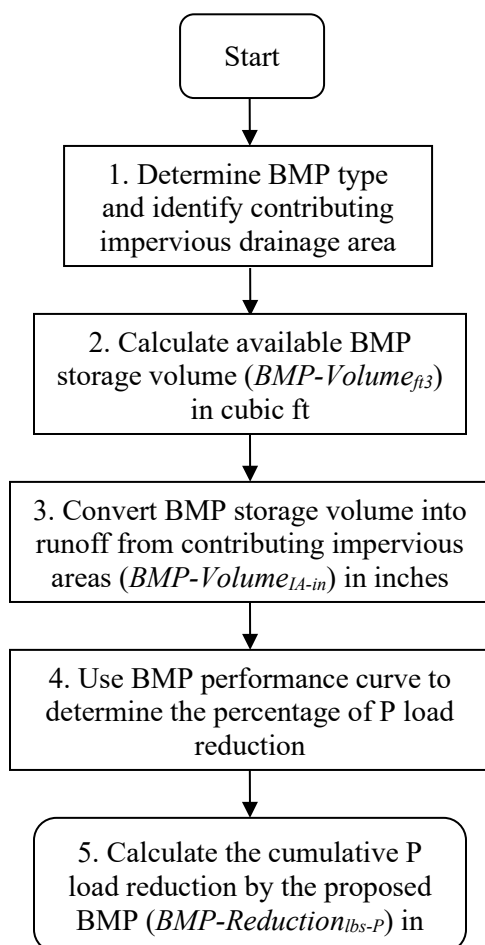 Start
1. Determine BMP type
and identify contributing
impervious drainage area
2. Calculate available BMP
storage volume (BMP-Volumeft3)
in cubic ft
3. Convert BMP storage volume into
runoff from contributing impervious
areas (BMP-VolumeIA-in) in inches
4. Use BMP performance curve to
determine the percentage of P load
reduction
5. Calculate the cumulative P
load reduction by the proposed
BMP (BMP-Reductionlbs-P) in